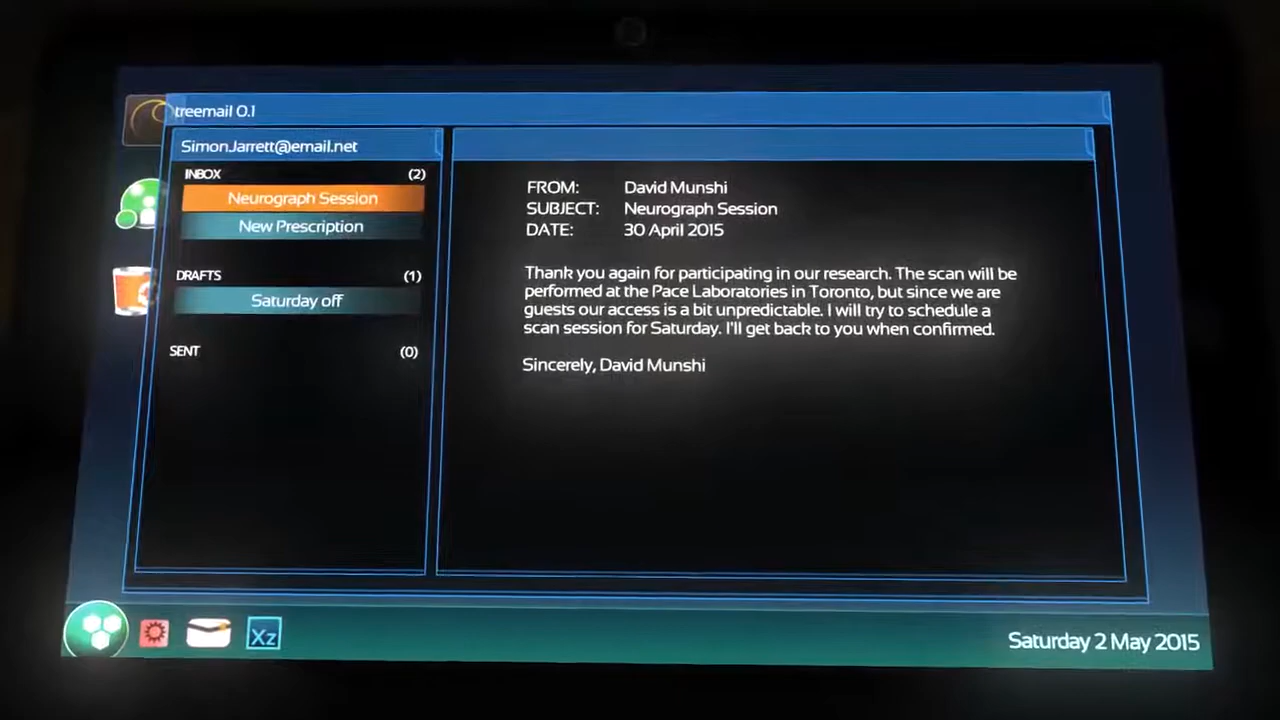 treemail 0.1
Simon.Jarrett@email.net
INBOX (2)
Neurograph Session
New Prescription
DRAFTS (1)
Saturday off
SENT (0)
FROM: David Munshi
SUBJECT: Neurograph Session
DATE: 30 April 2015
Thank you again for participating in our research. The scan will be
performed at the Pace Laboratories in Toronto, but since we are
guests our access is a bit unpredictable. I will try to schedule a
scan session for Saturday. I'll get back to you when confirmed.
Sincerely, David Munshi
Xz
Saturday 2 May 2015